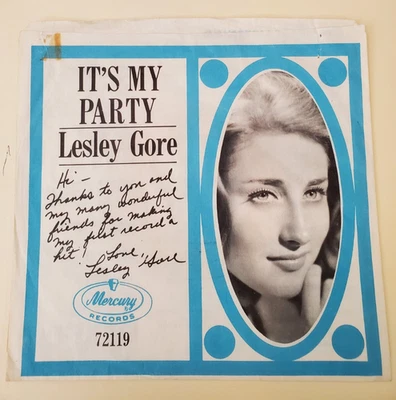 IT'S MY
PARTY
Lesley Gore
Hi —
Thanks to you and
my many wonderful
friends for making
my first record a
hit!
Love,
Lesley Gore
Mercury
RECORDS
72119